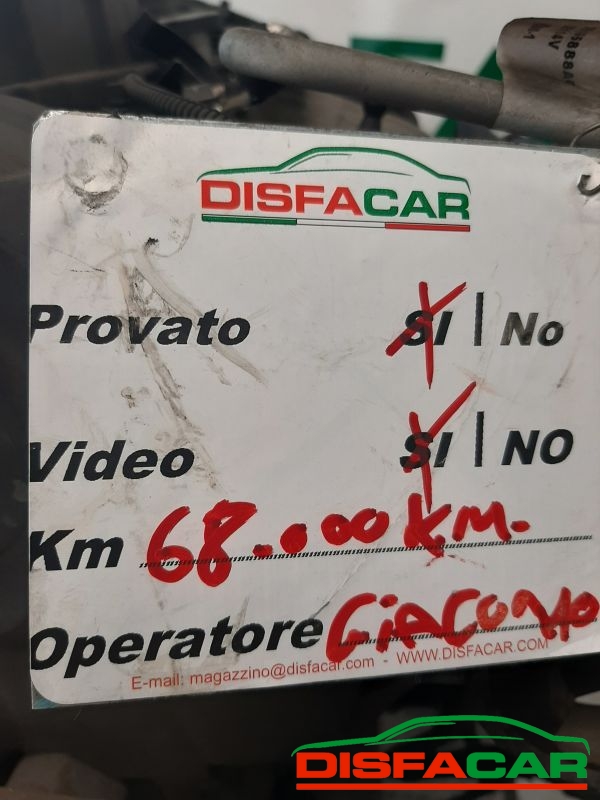 DISFACAR
Provato SI | No
Video SI | NO
Km 68.000 KM.
Operatore GIACOMO
E-mail: magazzino@disfacar.com - WWW.DISFACAR.COM
DISFACAR